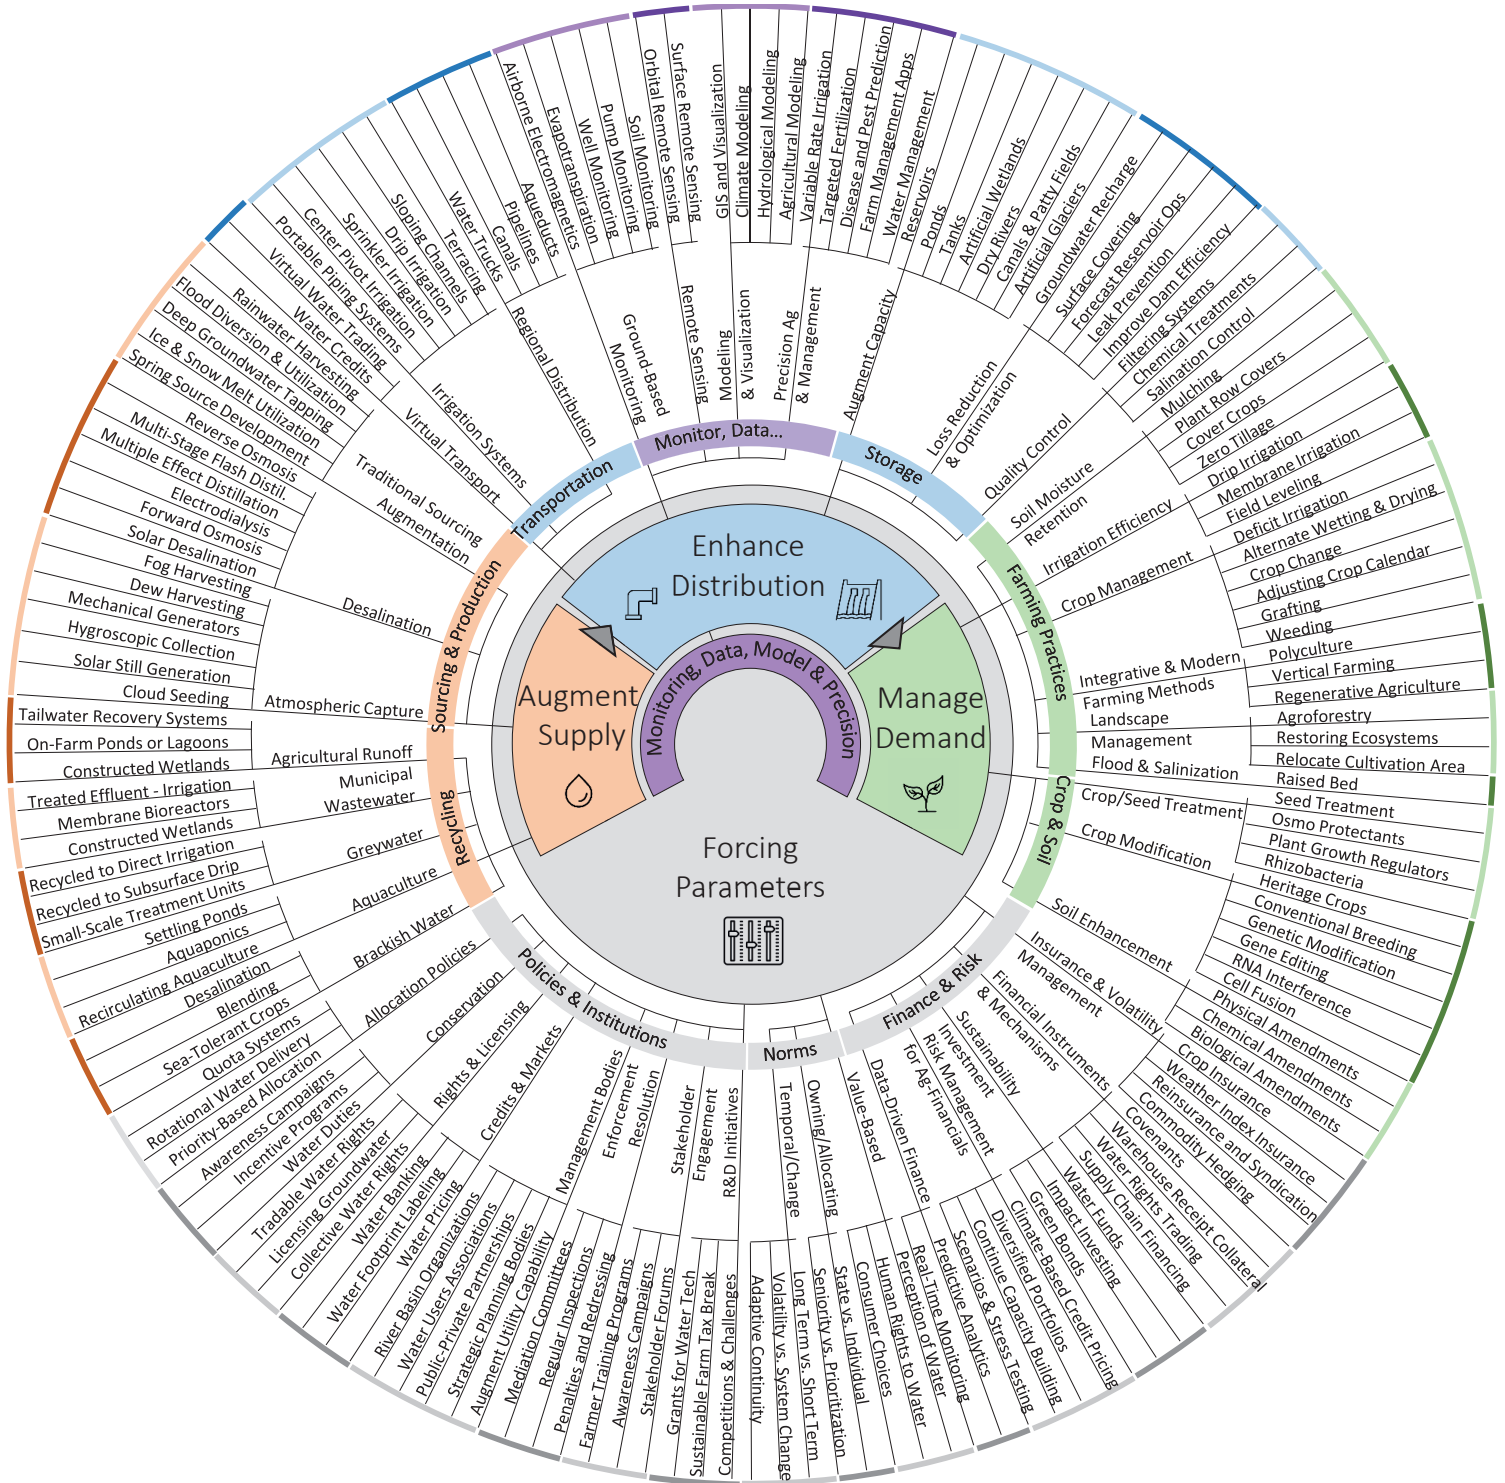 Enhance
Distribution
Augment
Supply
Manage
Demand
Monitoring, Data, Model & Precision
Forcing
Parameters
Monitor, Data...
Storage
Farming Practices
Crop & Soil
Finance & Risk
Norms
Policies & Institutions
Recycling
Sourcing & Production
Transportation
Ground-Based
Monitoring
Remote Sensing
Modeling
& Visualization
Precision Ag
& Management
Augment Capacity
Loss Reduction
& Optimization
Quality Control
Soil Moisture
Retention
Irrigation Efficiency
Crop Management
Integrative & Modern
Farming Methods
Landscape
Management
Flood & Salinization
Crop/Seed Treatment
Crop Modification
Soil Enhancement
Insurance & Volatility
Management
Financial Instruments
& Mechanisms
Sustainability
Investment
Risk Management
for Ag-Financials
Data-Driven Finance
Value-Based
Owning/Allocating
Temporal/Change
R&D Initiatives
Stakeholder
Engagement
Enforcement
Resolution
Management Bodies
Credits & Markets
Rights & Licensing
Conservation
Allocation Policies
Brackish Water
Aquaculture
Greywater
Municipal
Wastewater
Agricultural Runoff
Atmospheric Capture
Desalination
Traditional Sourcing
Augmentation
Virtual Transport
Irrigation Systems
Regional Distribution
Airborne Electromagnetics
Evapotranspiration
Well Monitoring
Pump Monitoring
Soil Monitoring
Orbital Remote Sensing
Surface Remote Sensing
GIS and Visualization
Climate Modeling
Hydrological Modeling
Agricultural Modeling
Variable Rate Irrigation
Targeted Fertilization
Disease and Pest Prediction
Farm Management Apps
Water Management
Reservoirs
Ponds
Tanks
Artificial Wetlands
Dry Rivers
Canals & Patty Fields
Artificial Glaciers
Groundwater Recharge
Surface Covering
Forecast Reservoir Ops
Leak Prevention
Improve Dam Efficiency
Filtering Systems
Chemical Treatments
Salination Control
Mulching
Plant Row Covers
Cover Crops
Zero Tillage
Drip Irrigation
Membrane Irrigation
Field Leveling
Deficit Irrigation
Alternate Wetting & Drying
Crop Change
Adjusting Crop Calendar
Grafting
Weeding
Polyculture
Vertical Farming
Regenerative Agriculture
Agroforestry
Restoring Ecosystems
Relocate Cultivation Area
Raised Bed
Seed Treatment
Osmo Protectants
Plant Growth Regulators
Rhizobacteria
Heritage Crops
Conventional Breeding
Genetic Modification
Gene Editing
RNA Interference
Cell Fusion
Physical Amendments
Chemical Amendments
Biological Amendments
Crop Insurance
Weather Index Insurance
Reinsurance and Syndication
Commodity Hedging
Covenants
Warehouse Receipt Collateral
Water Rights Trading
Supply Chain Financing
Water Funds
Impact Investing
Green Bonds
Climate-Based Credit Pricing
Diversified Portfolios
Continue Capacity Building
Scenarios & Stress Testing
Predictive Analytics
Real-Time Monitoring
Perception of Water
Human Rights to Water
Consumer Choices
State vs. Individual
Seniority vs. Prioritization
Long Term vs. Short Term
Volatility vs. System Change
Adaptive Continuity
Competitions & Challenges
Sustainable Farm Tax Break
Grants for Water Tech
Stakeholder Forums
Awareness Campaigns
Farmer Training Programs
Penalties and Redressing
Regular Inspections
Mediation Committees
Augment Utility Capability
Strategic Planning Bodies
Public-Private Partnerships
Water Users Associations
River Basin Organizations
Water Pricing
Water Footprint Labeling
Water Banking
Collective Water Rights
Licensing Groundwater
Tradable Water Rights
Water Duties
Incentive Programs
Awareness Campaigns
Priority-Based Allocation
Rotational Water Delivery
Quota Systems
Sea-Tolerant Crops
Blending
Desalination
Recirculating Aquaculture
Aquaponics
Settling Ponds
Small-Scale Treatment Units
Recycled to Subsurface Drip
Recycled to Direct Irrigation
Constructed Wetlands
Membrane Bioreactors
Treated Effluent - Irrigation
Constructed Wetlands
On-Farm Ponds or Lagoons
Tailwater Recovery Systems
Cloud Seeding
Solar Still Generation
Hygroscopic Collection
Mechanical Generators
Dew Harvesting
Fog Harvesting
Solar Desalination
Forward Osmosis
Electrodialysis
Multiple Effect Distillation
Multi-Stage Flash Distil.
Reverse Osmosis
Spring Source Development
Ice & Snow Melt Utilization
Deep Groundwater Tapping
Flood Diversion & Utilization
Rainwater Harvesting
Water Credits
Virtual Water Trading
Portable Piping Systems
Center Pivot Irrigation
Sprinkler Irrigation
Drip Irrigation
Sloping Channels
Terracing
Water Trucks
Canals
Pipelines
Aqueducts